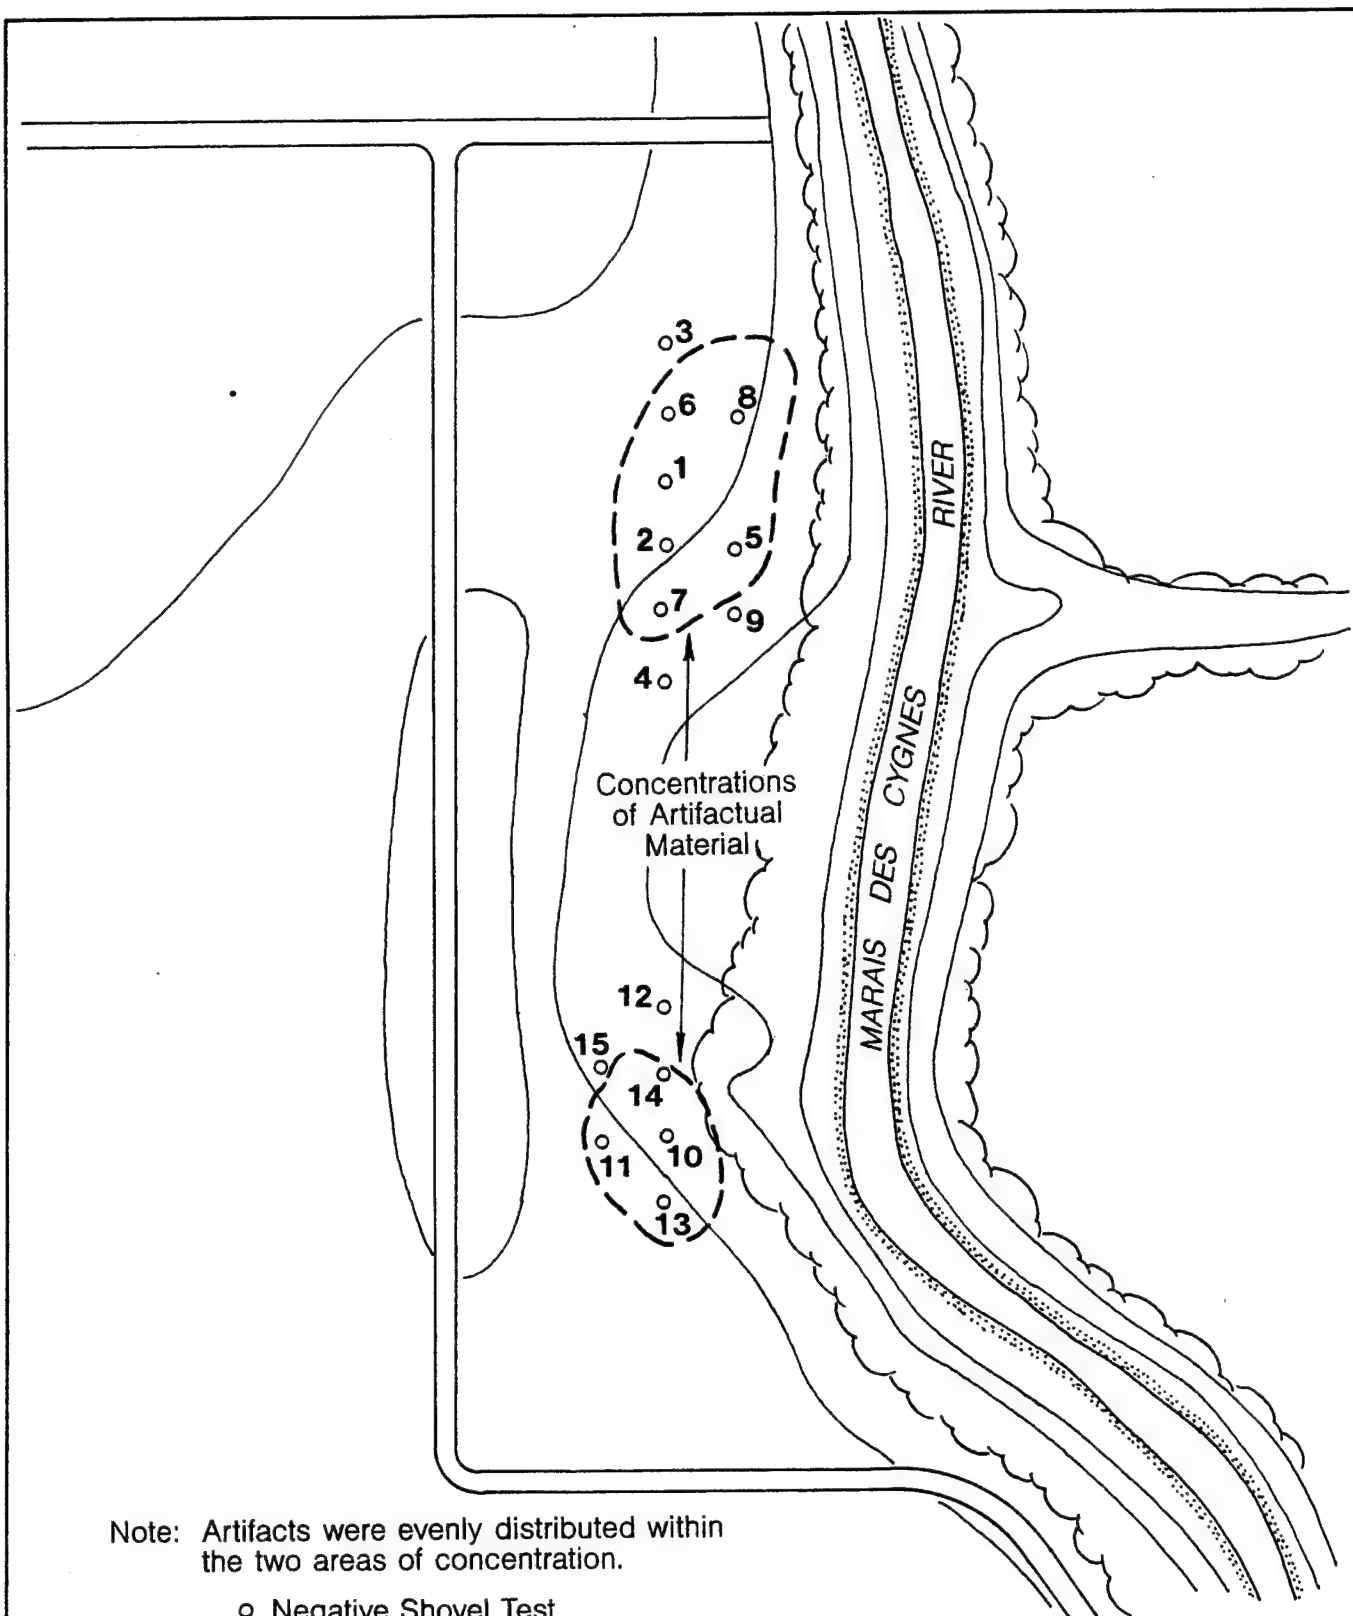 3
6
8
1
2
5
7
9
4
RIVER
MARAIS DES CYGNES
Concentrations
of Artifactual
Material
12
15
14
10
11
13
Note: Artifacts were evenly distributed within
the two areas of concentration.
Negative Shovel Test